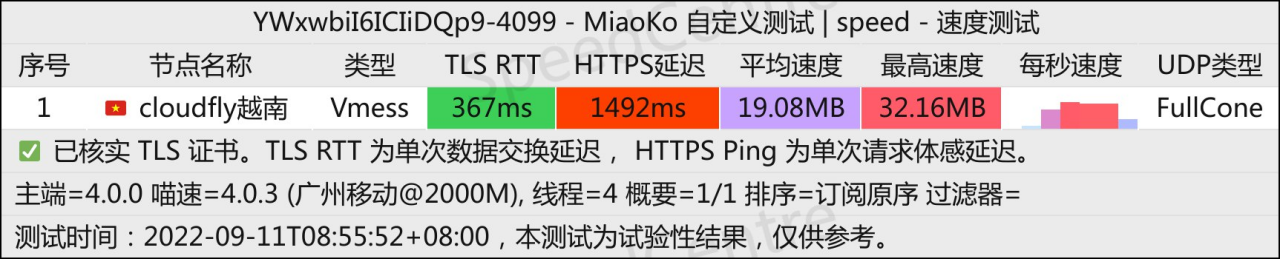 YWxwbiI6ICIiDQp9-4099 - MiaoKo 自定义测试 | speed - 速度测试
序号 节点名称 类型 TLS RTT HTTPS延迟 平均速度 最高速度 每秒速度 UDP类型
1 cloudfly越南 Vmess 367ms 1492ms 19.08MB 32.16MB FullCone
已核实 TLS 证书。TLS RTT 为单次数据交换延迟， HTTPS Ping 为单次请求体感延迟。
主端=4.0.0 喵速=4.0.3 (广州移动@2000M), 线程=4 概要=1/1 排序=订阅原序 过滤器=
测试时间：2022-09-11T08:55:52+08:00，本测试为试验性结果，仅供参考。